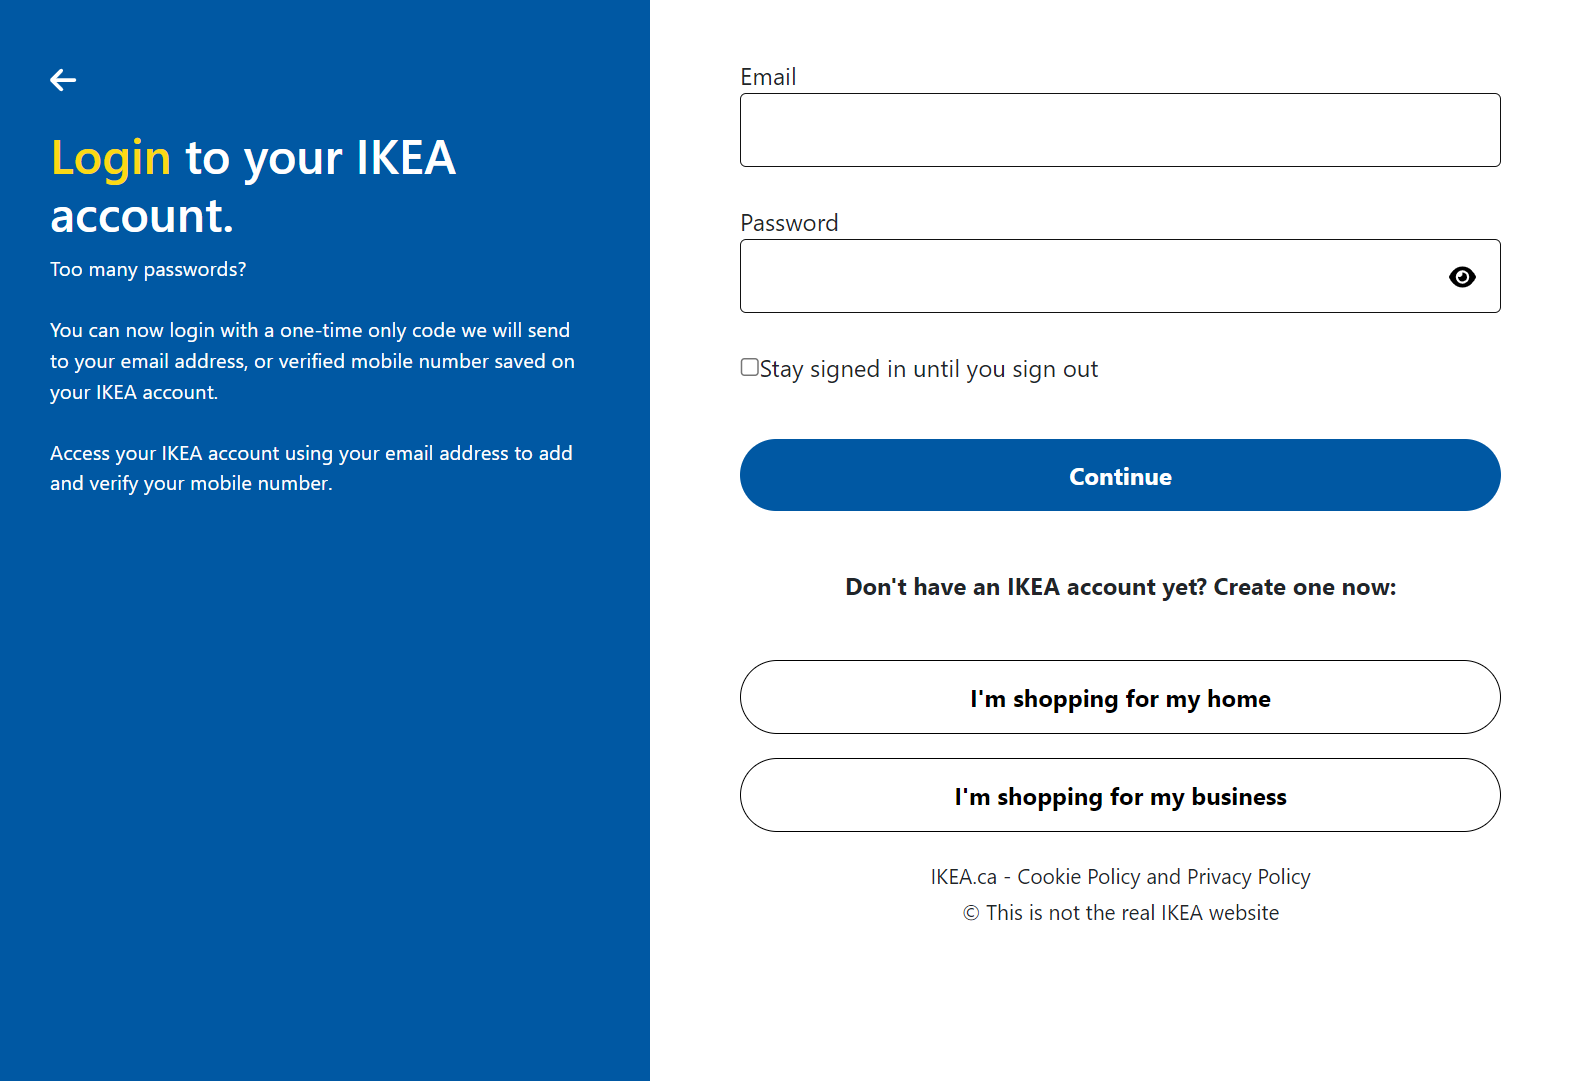 Login to your IKEA
account.
Too many passwords?
You can now login with a one-time only code we will send
to your email address, or verified mobile number saved on
your IKEA account.
Access your IKEA account using your email address to add
and verify your mobile number.
Email
Password
Stay signed in until you sign out
Continue
Don't have an IKEA account yet? Create one now:
I'm shopping for my home
I'm shopping for my business
IKEA.ca - Cookie Policy and Privacy Policy
© This is not the real IKEA website